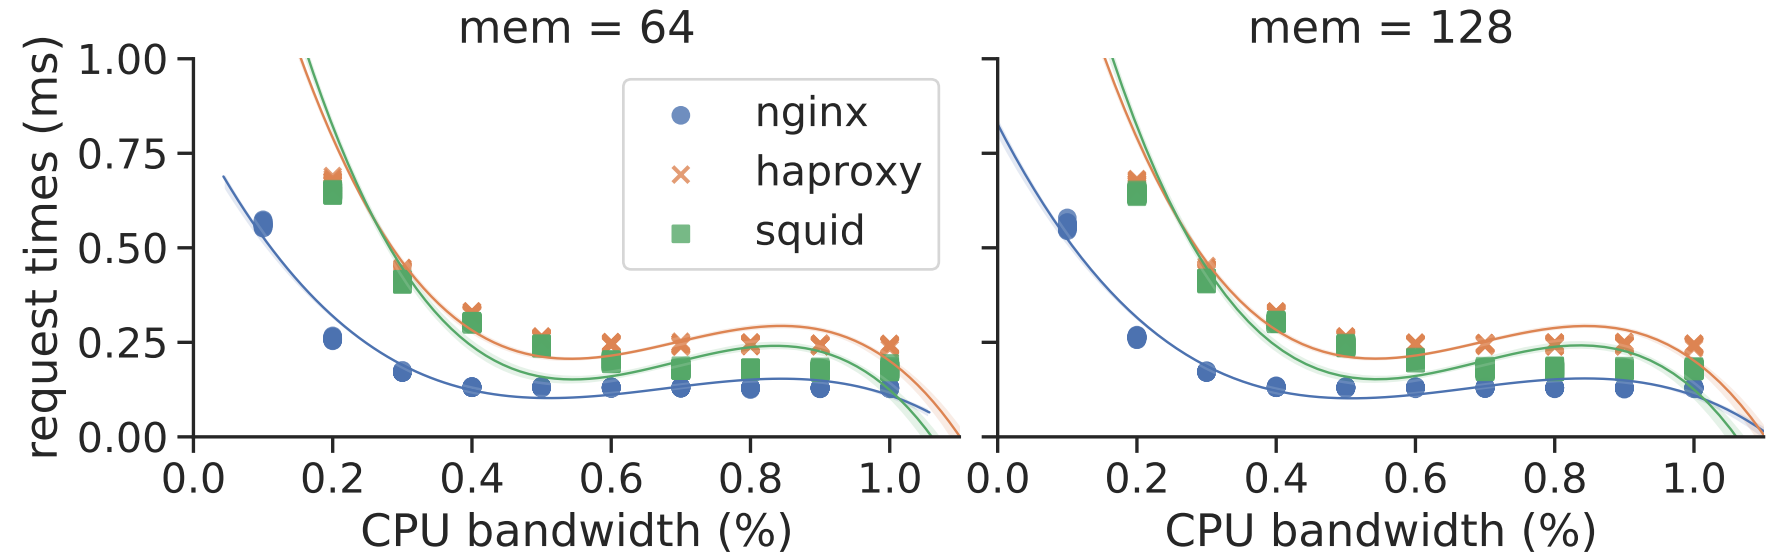 mem = 64
mem = 128
request times (ms)
1.00
0.75
0.50
0.25
0.00
nginx
haproxy
squid
0.0 0.2 0.4 0.6 0.8 1.0
0.0 0.2 0.4 0.6 0.8 1.0
CPU bandwidth (%)
CPU bandwidth (%)